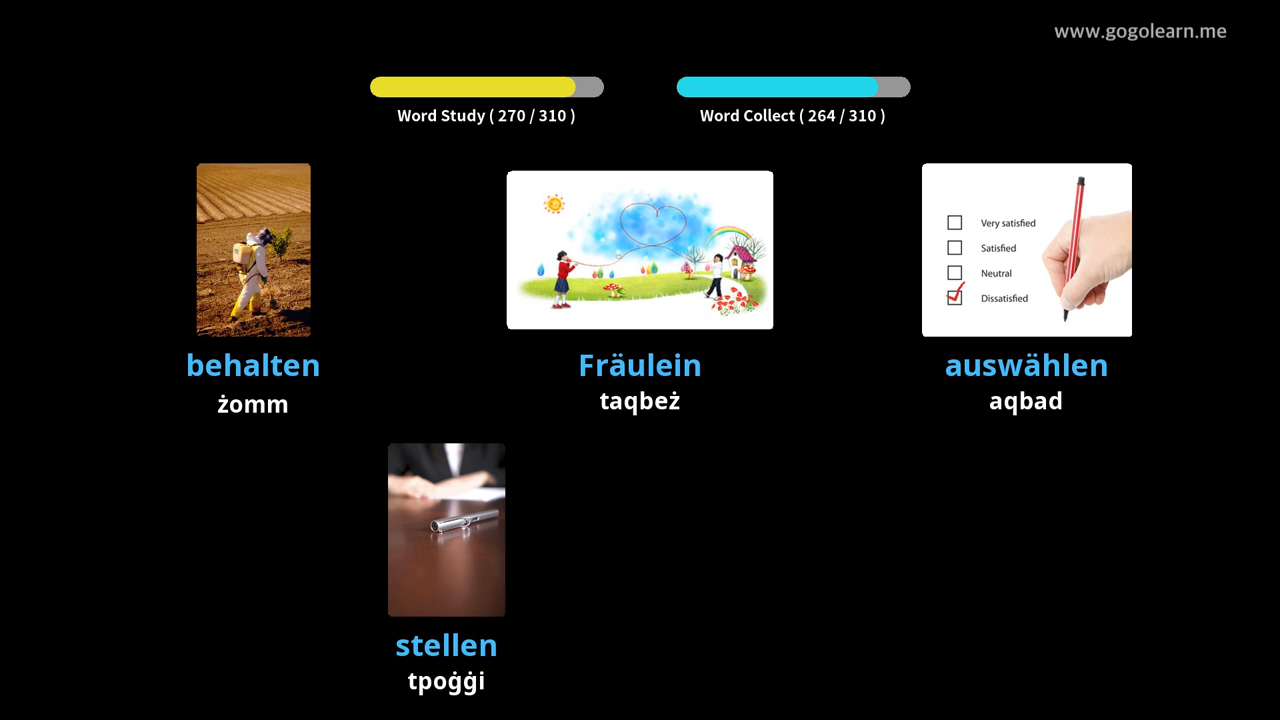 www.gogolearn.me
Word Study ( 270 / 310 )
Word Collect ( 264 / 310 )
Very satisfied
Satisfied
Neutral
Dissatisfied
behalten
żomm
Fräulein
taqbeż
auswählen
aqbad
stellen
tpoġġi